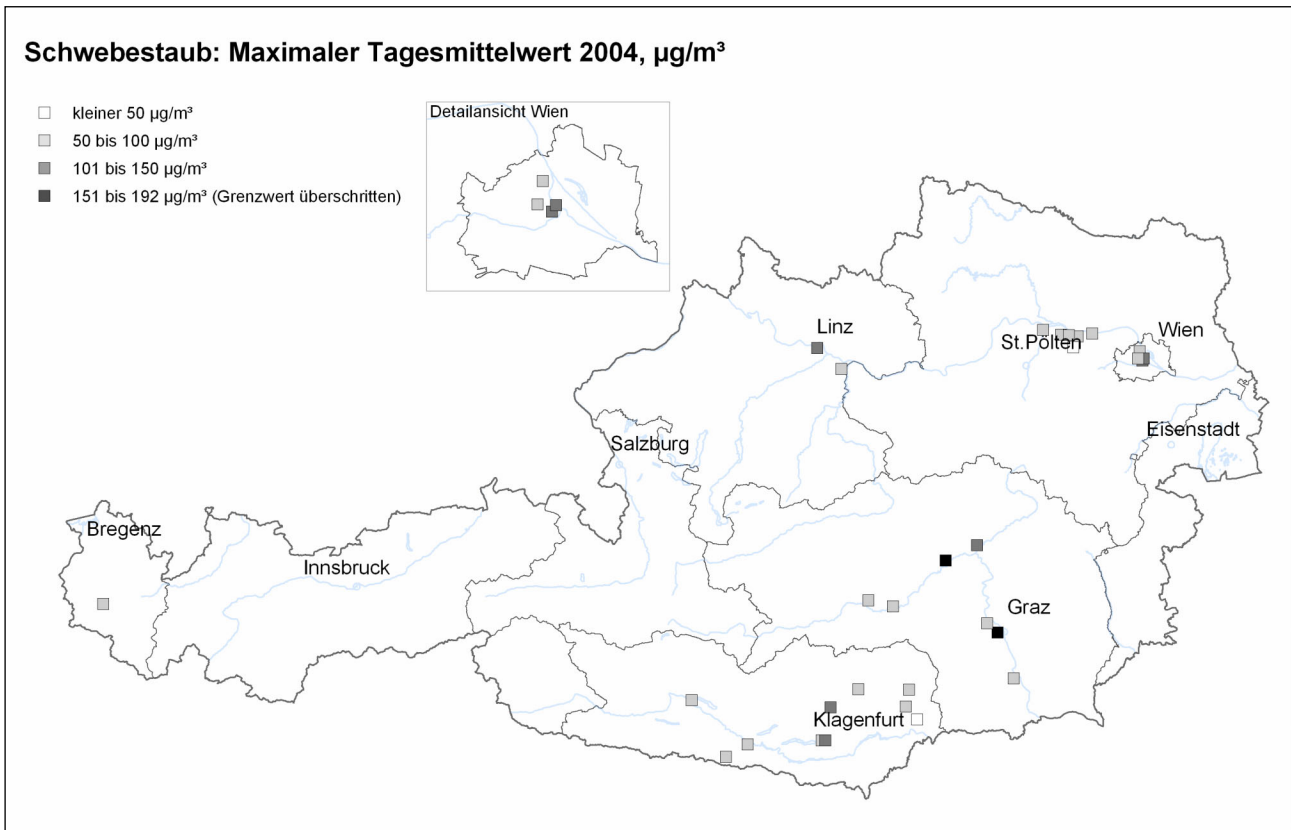 Schwebestaub: Maximaler Tagesmittelwert 2004, µg/m³
kleiner 50 µg/m³
50 bis 100 µg/m³
101 bis 150 µg/m³
151 bis 192 µg/m³ (Grenzwert überschritten)
Detailansicht Wien
Linz
St.Pölten
Wien
Salzburg
Eisenstadt
Bregenz
Innsbruck
Graz
Klagenfurt